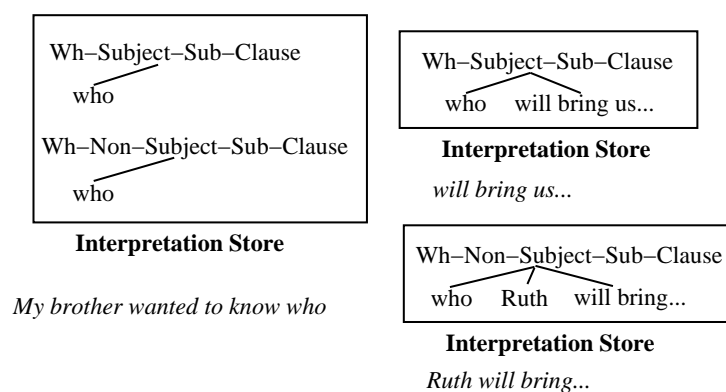 Wh–Subject–Sub–Clause
who
Wh–Non–Subject–Sub–Clause
who
Interpretation Store
My brother wanted to know who
Wh–Subject–Sub–Clause
who will bring us...
Interpretation Store
will bring us...
Wh–Non–Subject–Sub–Clause
who Ruth will bring...
Interpretation Store
Ruth will bring...